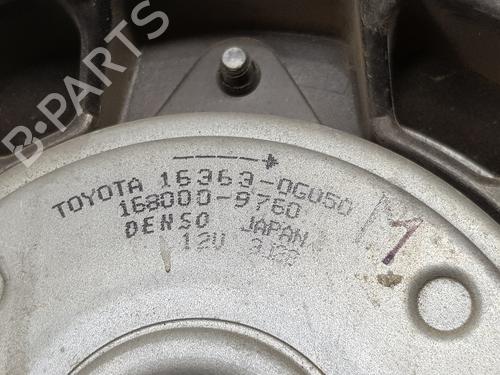 B-PARTS
TOYOTA 16363-0G050
168000-9760
DENSO JAPAN
12V
M